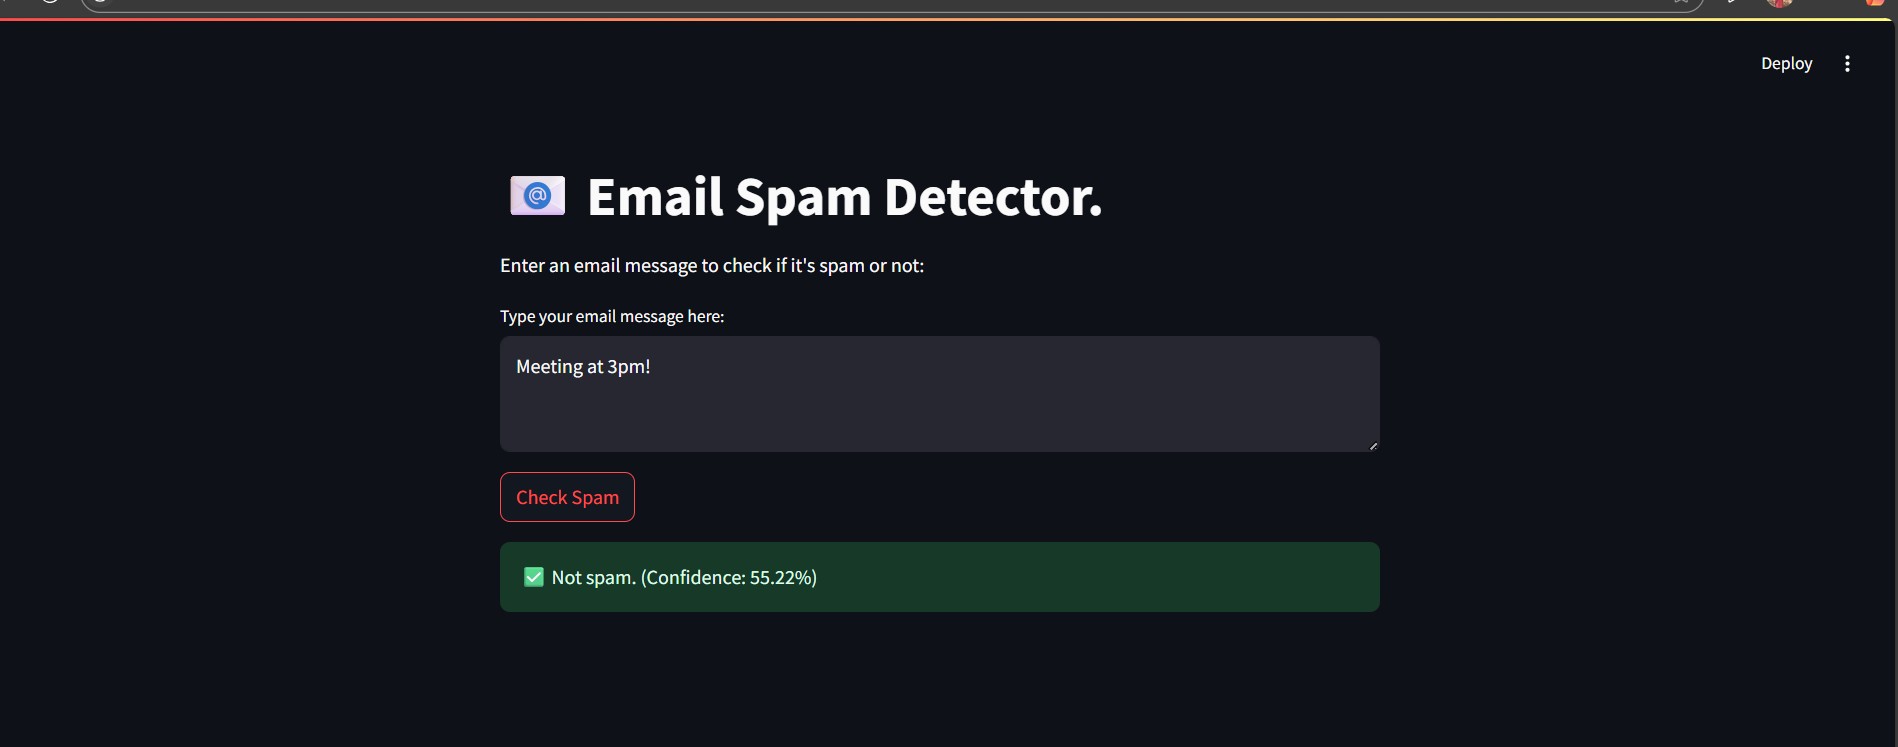 Deploy
📧 Email Spam Detector.
Enter an email message to check if it's spam or not:
Type your email message here:
Meeting at 3pm!
Check Spam
✅ Not spam. (Confidence: 55.22%)